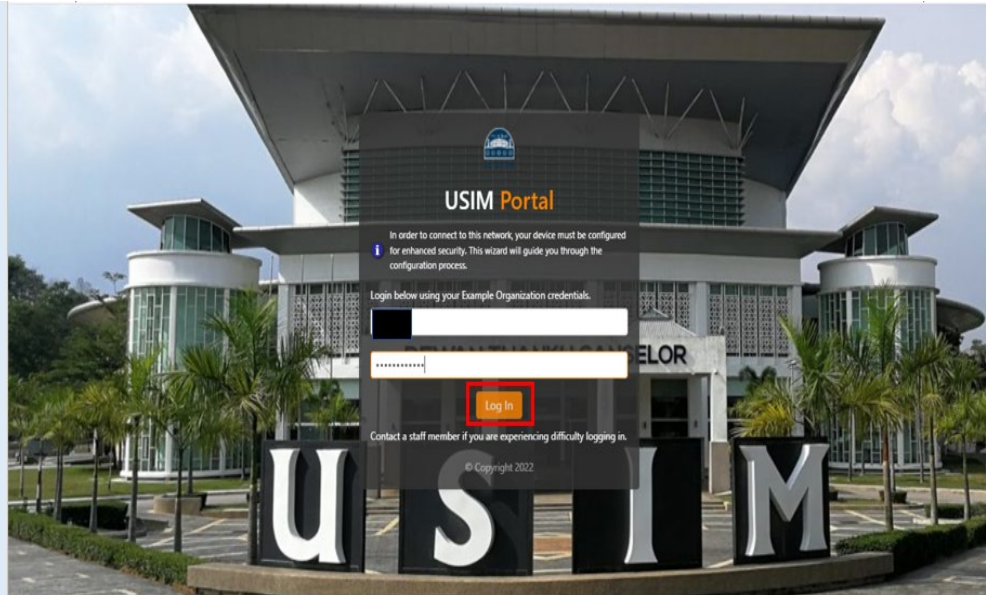 USIM Portal
In order to connect to this network, your device must be configured
for enhanced security. This wizard will guide you through the
configuration process.
Login below using your Example Organization credentials.
ELOR
Log In
Contact a staff member if you are experiencing difficulty logging in.
© Copyright 2022
USIM